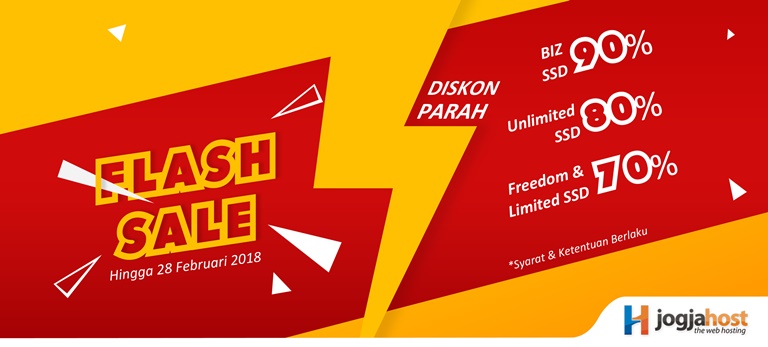 FLASH
SALE
Hingga 28 Februari 2018
DISKON
PARAH
BIZ
SSD 90%
Unlimited
SSD 80%
Freedom &
Limited SSD 70%
*Syarat & Ketentuan Berlaku
jogjahost
the web hosting